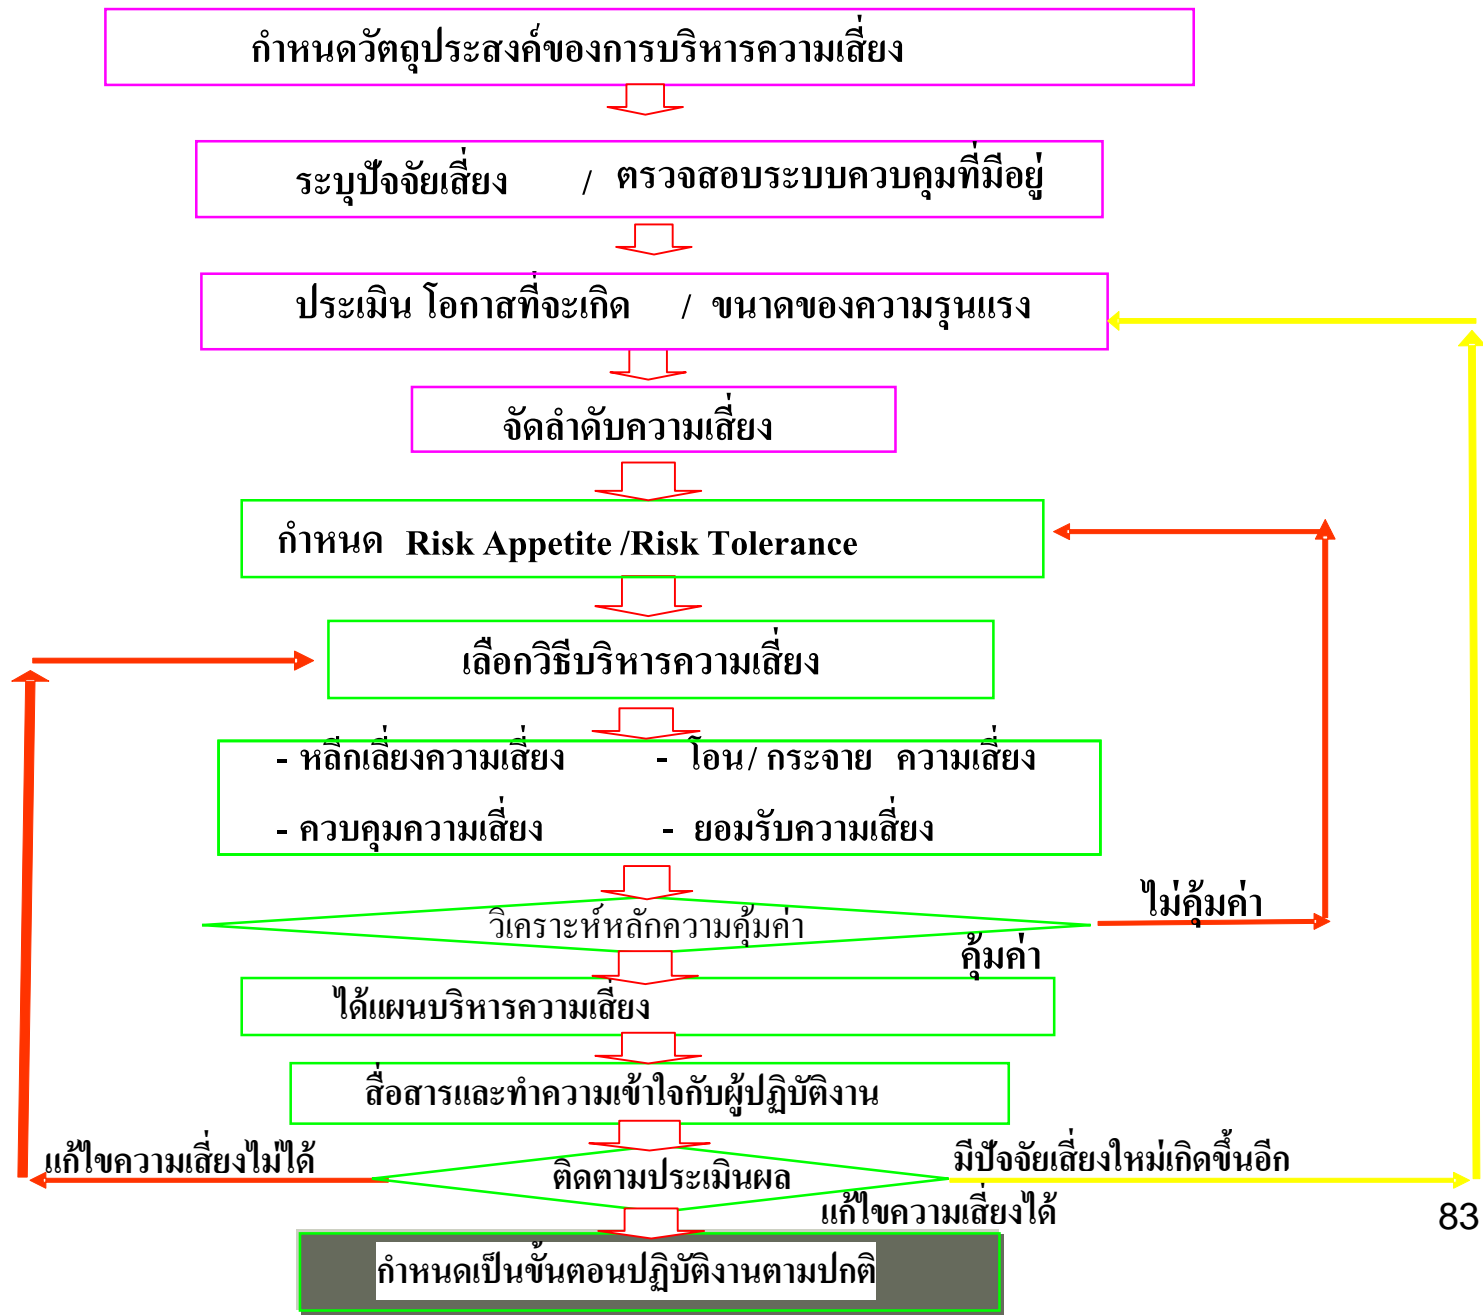 กำหนดวัตถุประสงค์ของการบริหารความเสี่ยง
ระบุปัจจัยเสี่ยง / ตรวจสอบระบบควบคุมที่มีอยู่
ประเมิน โอกาสที่จะเกิด / ขนาดของความรุนแรง
จัดลำดับความเสี่ยง
กำหนด Risk Appetite /Risk Tolerance
เลือกวิธีบริหารความเสี่ยง
- หลีกเลี่ยงความเสี่ยง - โอน/ กระจาย ความเสี่ยง
- ควบคุมความเสี่ยง - ยอมรับความเสี่ยง
ไม่คุ้มค่า
วิเคราะห์หลักความคุ้มค่า
คุ้มค่า
ได้แผนบริหารความเสี่ยง
สื่อสารและทำความเข้าใจกับผู้ปฏิบัติงาน
แก้ไขความเสี่ยงไม่ได้
ติดตามประเมินผล
มีปัจจัยเสี่ยงใหม่เกิดขึ้นอีก
แก้ไขความเสี่ยงได้
83
กำหนดเป็นขั้นตอนปฏิบัติงานตามปกติ